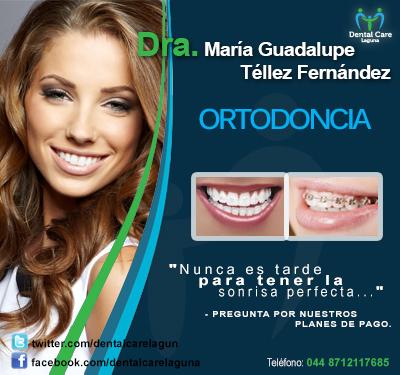 Dental Care
Laguna
Dra. María Guadalupe
Téllez Fernández
ORTODONCIA
"Nunca es tarde
para tener la
sonrisa perfecta..."
- PREGUNTA POR NUESTROS
PLANES DE PAGO.
twitter.com/dentalcarelagun
facebook.com/dentalcarelaguna
Teléfono: 044 8712117685